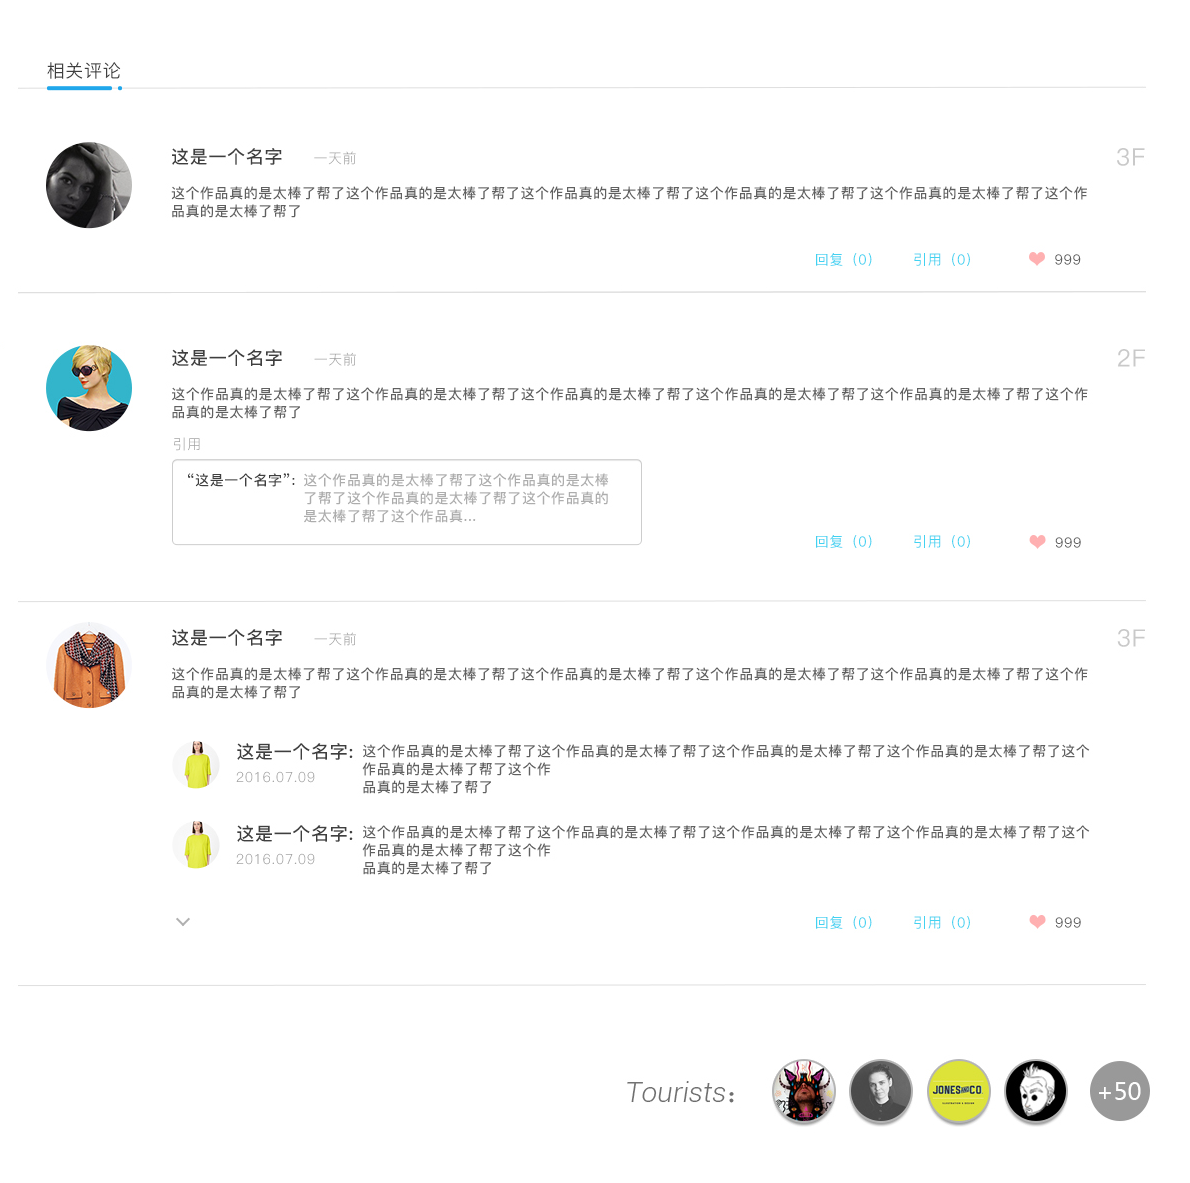 相关评论
这是一个名字 一天前 3F
这个作品真的是太棒了帮了这个作品真的是太棒了帮了这个作品真的是太棒了帮了这个作品真的是太棒了帮了这个作品真的是太棒了帮了这个作
品真的是太棒了帮了
回复（0） 引用（0） 999
这是一个名字 一天前 2F
这个作品真的是太棒了帮了这个作品真的是太棒了帮了这个作品真的是太棒了帮了这个作品真的是太棒了帮了这个作品真的是太棒了帮了这个作
品真的是太棒了帮了
引用
“这是一个名字”：这个作品真的是太棒了帮了这个作品真的是太棒
了帮了这个作品真的是太棒了帮了这个作品真的
是太棒了帮了这个作品真...
回复（0） 引用（0） 999
这是一个名字 一天前 3F
这个作品真的是太棒了帮了这个作品真的是太棒了帮了这个作品真的是太棒了帮了这个作品真的是太棒了帮了这个作品真的是太棒了帮了这个作
品真的是太棒了帮了
这是一个名字: 这个作品真的是太棒了帮了这个作品真的是太棒了帮了这个作品真的是太棒了帮了这个作品真的是太棒了帮了这个
2016.07.09 作品真的是太棒了帮了这个作
品真的是太棒了帮了
这是一个名字: 这个作品真的是太棒了帮了这个作品真的是太棒了帮了这个作品真的是太棒了帮了这个作品真的是太棒了帮了这个
2016.07.09 作品真的是太棒了帮了这个作
品真的是太棒了帮了
回复（0） 引用（0） 999
Tourists：
JONES AND CO
+50